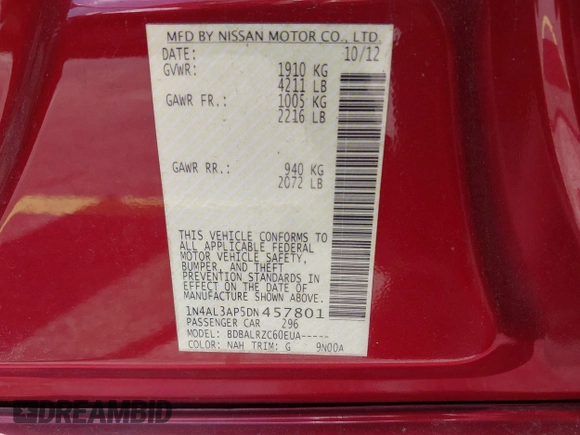 MFD BY NISSAN MOTOR CO., LTD.
DATE: 10/12
GVWR: 1910 KG
4211 LB
GAWR FR.: 1005 KG
2216 LB
GAWR RR.: 940 KG
2072 LB
THIS VEHICLE CONFORMS TO
ALL APPLICABLE FEDERAL
MOTOR VEHICLE SAFETY,
BUMPER, AND THEFT
PREVENTION STANDARDS
IN EFFECT ON THE DATE OF
MANUFACTURE SHOWN ABOVE.
1N4AL3AP5DN457801
PASSENGER CAR 296
MODEL: BDBALRZC60EUA-----
COLOR: NAH TRIM: G 9N00A
DREAMBID